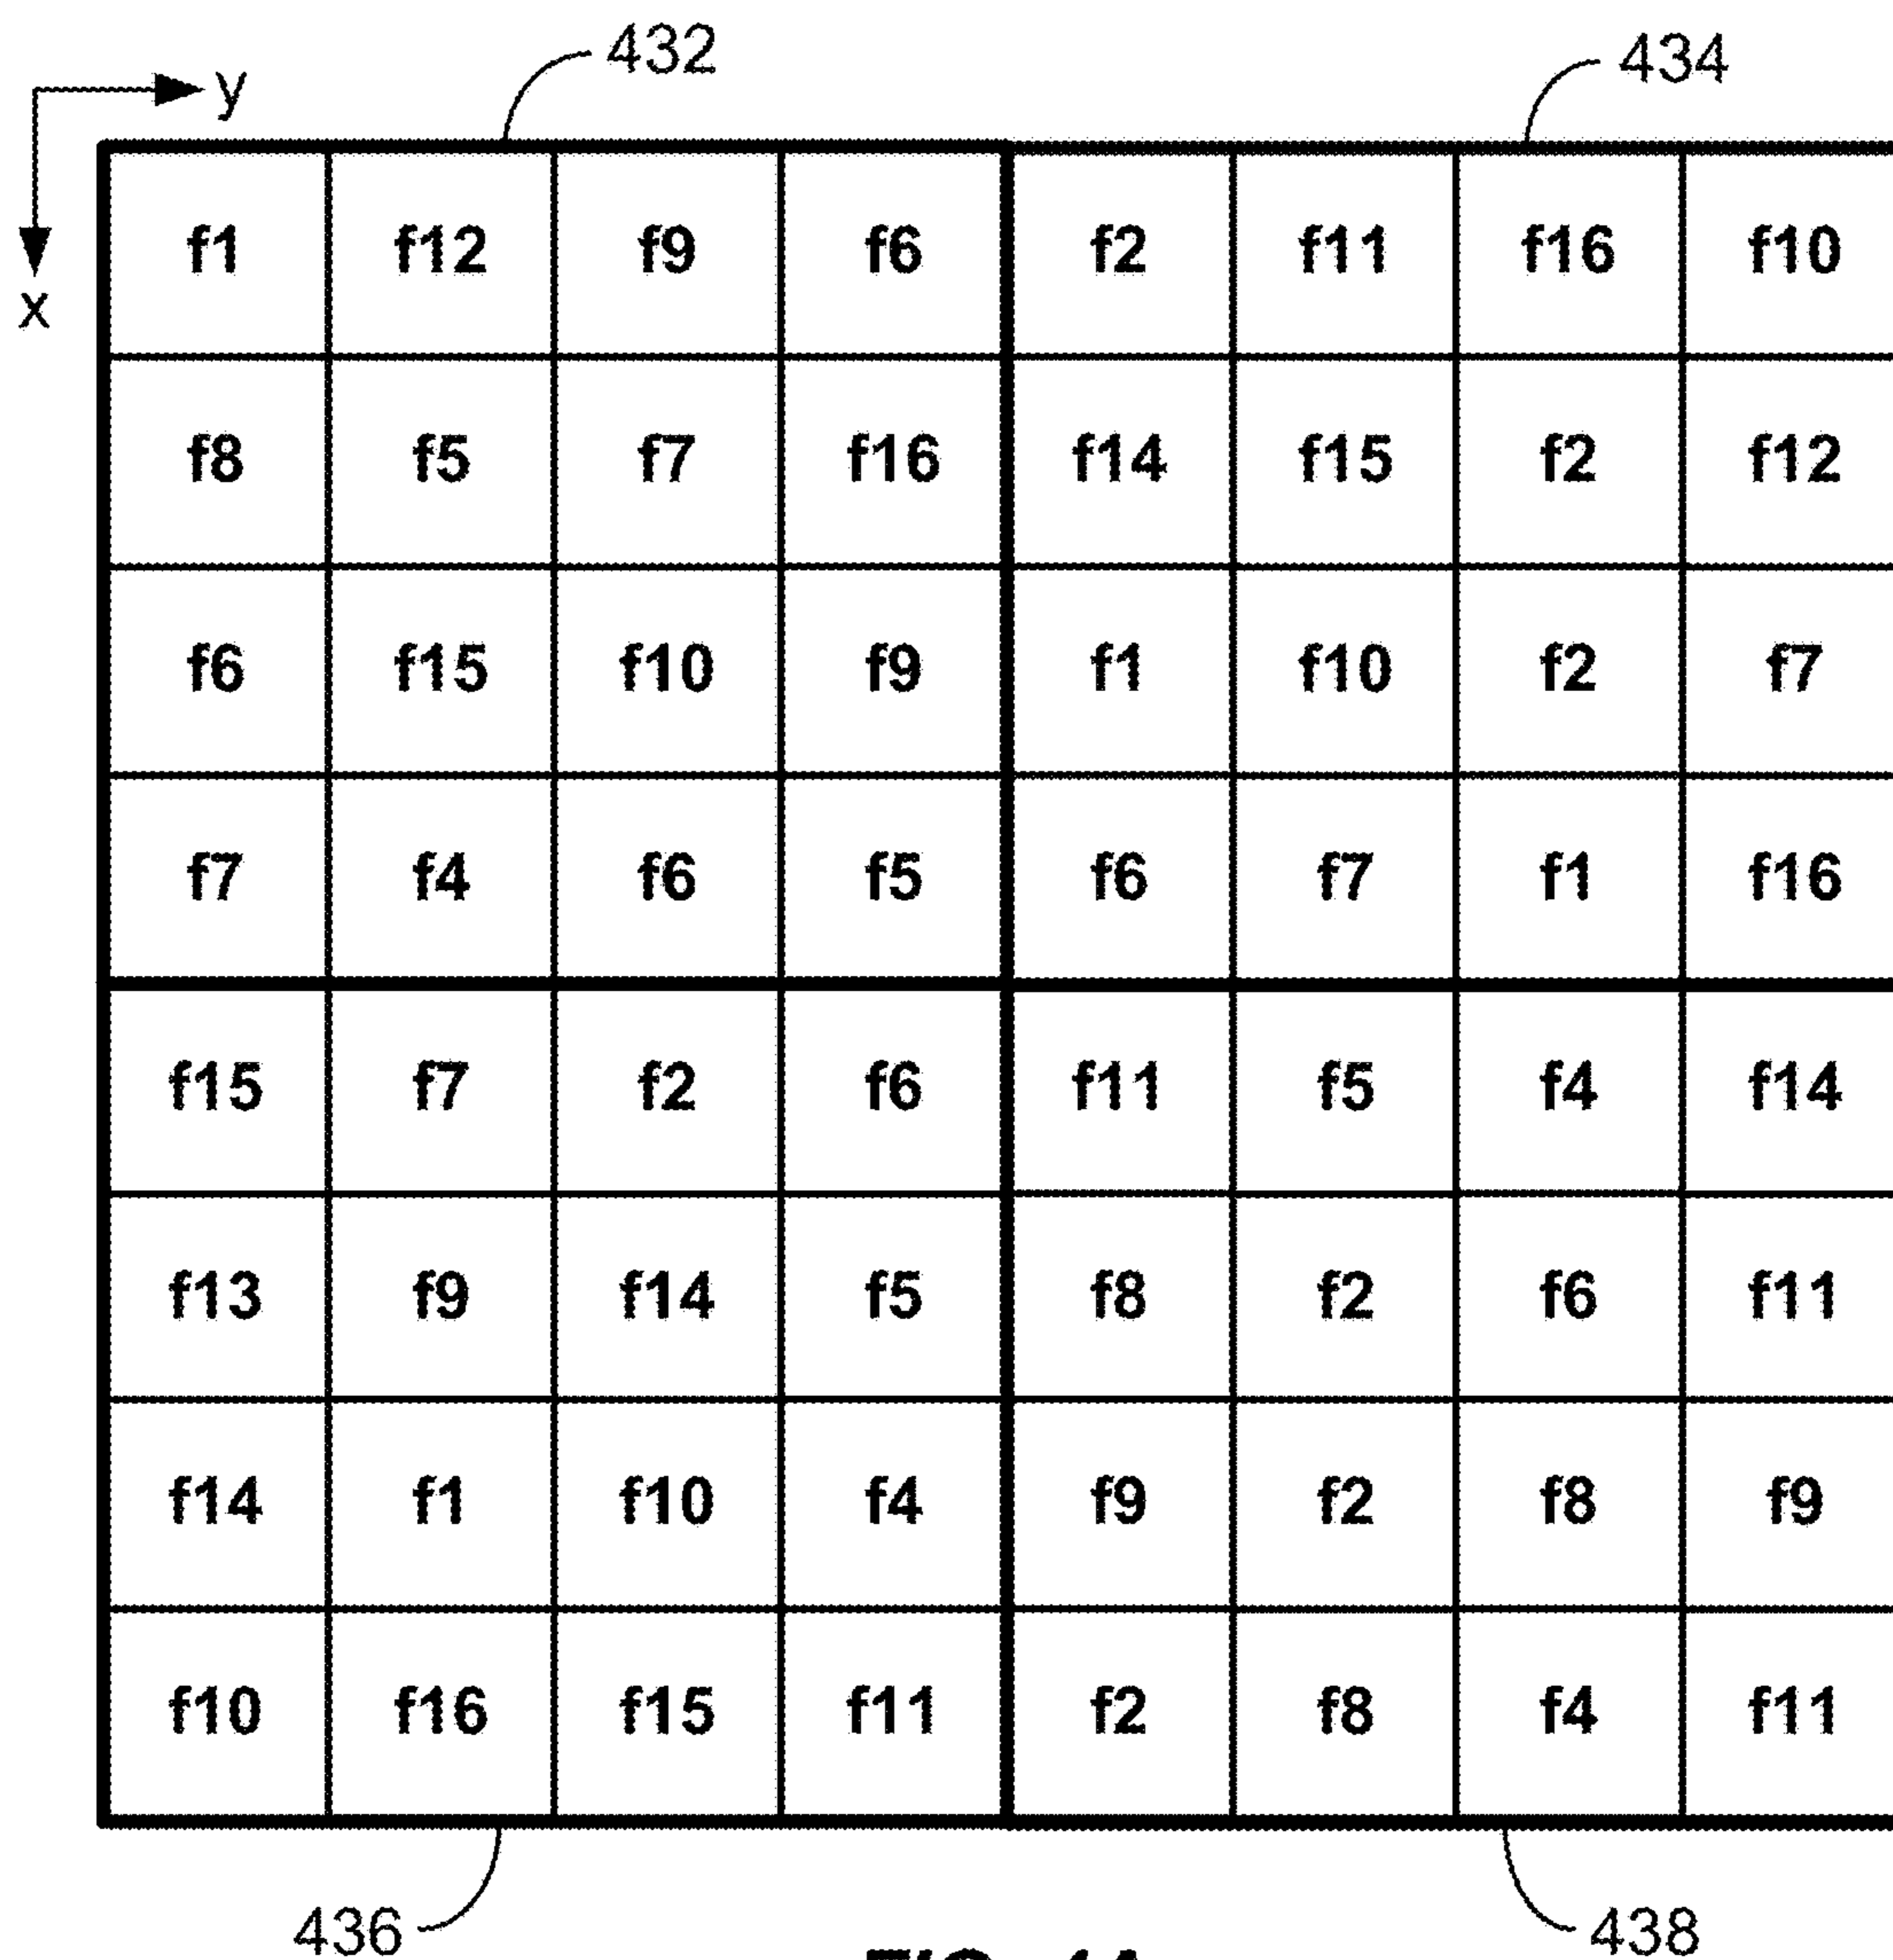 432 434
y
x
f1 f12 f9 f6 f2 f11 f16 f10
f8 f5 f7 f16 f14 f15 f2 f12
f6 f15 f10 f9 f1 f10 f2 f7
f7 f4 f6 f5 f6 f7 f1 f16
f15 f7 f2 f6 f11 f5 f4 f14
f13 f9 f14 f5 f8 f2 f6 f11
f14 f1 f10 f4 f9 f2 f8 f9
f10 f16 f15 f11 f2 f8 f4 f11
436 438